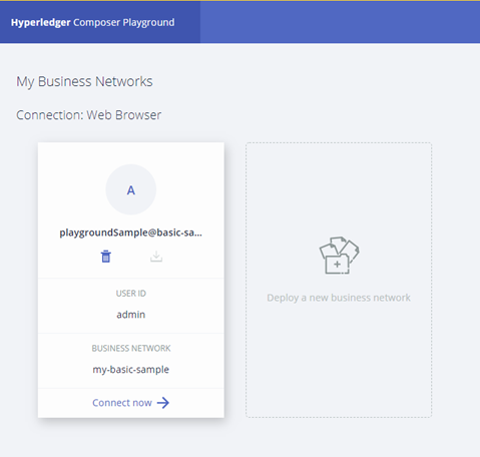 Hyperledger Composer Playground
My Business Networks
Connection: Web Browser
A
playgroundSample@basic-sa...
USER ID
admin
BUSINESS NETWORK
my-basic-sample
Connect now
Deploy a new business network